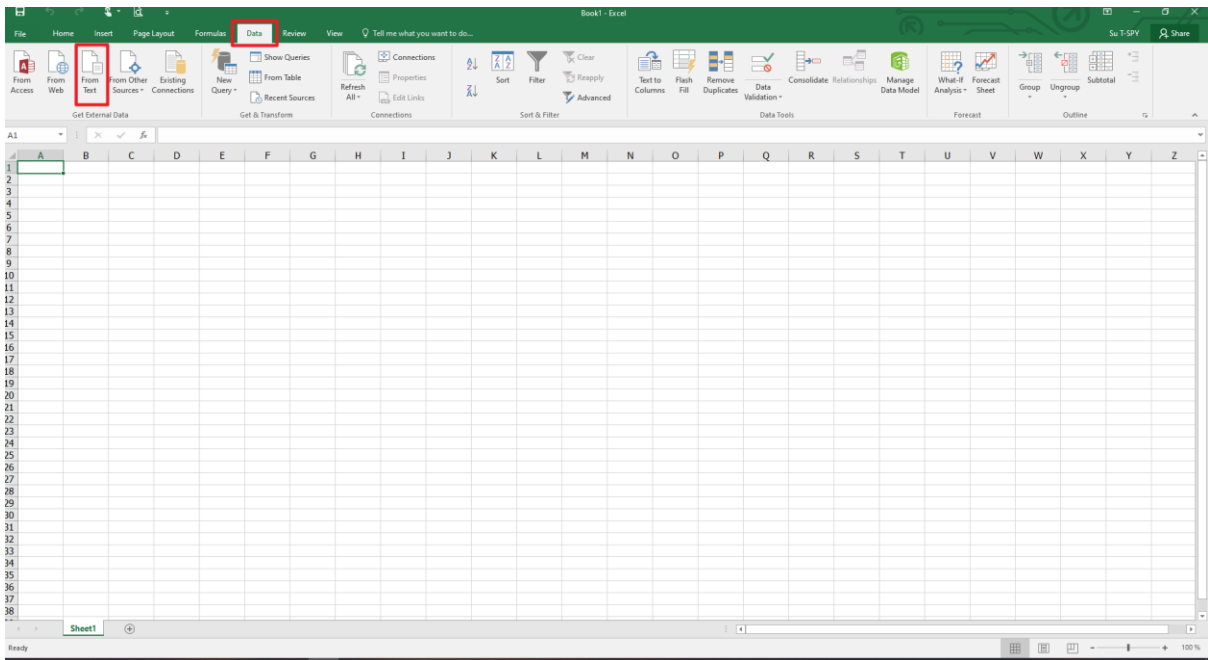 Book1 - Excel
File Home Insert Page Layout Formulas Data Review View Tell me what you want to do... Su T-SPY Share
From Access
From Web
From Text
From Other Sources
Existing Connections
Get External Data
New Query
Show Queries
From Table
Recent Sources
Get & Transform
Refresh All
Connections
Properties
Edit Links
Connections
A
Z
Z
A
Z A
A Z
Sort
Filter
Clear
Reapply
Advanced
Sort & Filter
Text to Columns
Flash Fill
Remove Duplicates
Data Validation
Consolidate
Relationships
Manage Data Model
Data Tools
What-If Analysis
Forecast Sheet
Forecast
Group
Ungroup
Subtotal
Outline
A1 fx
A B C D E F G H I J K L M N O P Q R S T U V W X Y Z
1
2
3
4
5
6
7
8
9
10
11
12
13
14
15
16
17
18
19
20
21
22
23
24
25
26
27
28
29
30
31
32
33
34
35
36
37
38
Sheet1
Ready 100 %